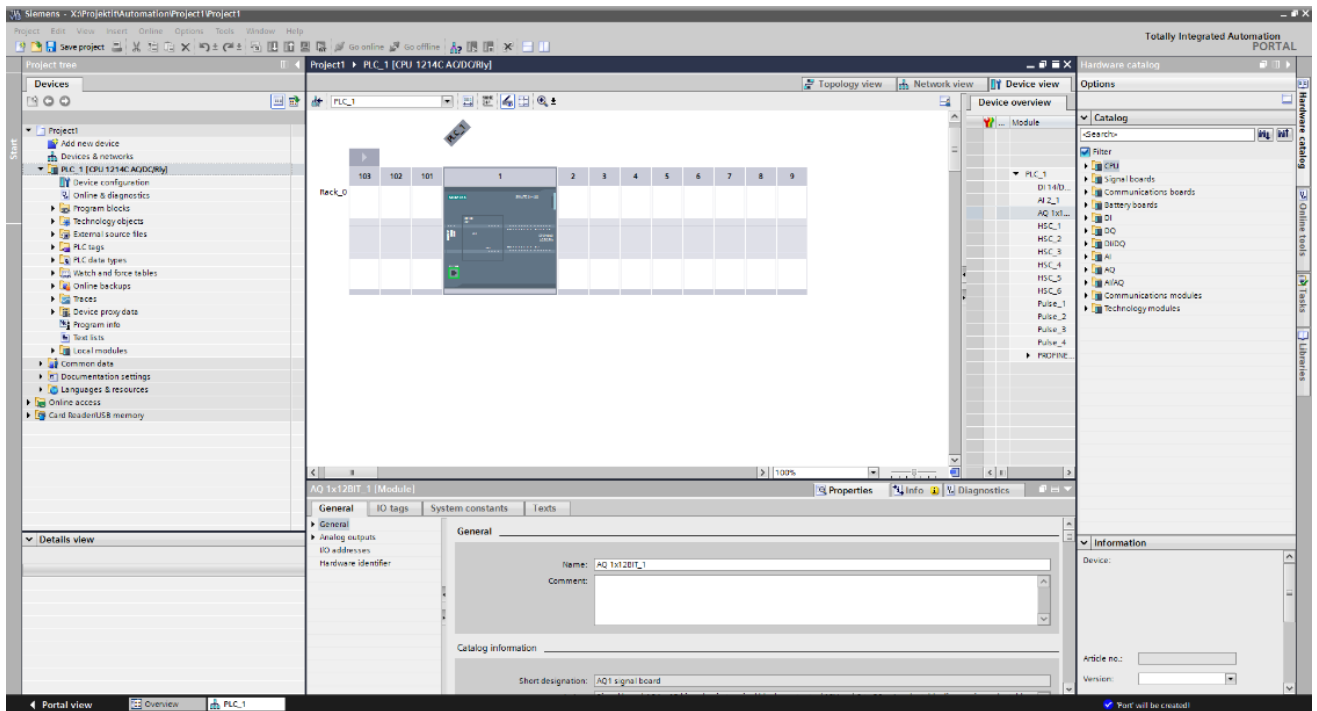 Siemens - X:\Projektit\Automation\Project1\Project1
Project Edit View Insert Online Options Tools Window Help
Save project Go online Go offline
Totally Integrated Automation
PORTAL
Project tree
Project1 ▸ PLC_1 [CPU 1214C AC/DC/Rly]
Hardware catalog
Devices
Topology view Network view Device view
Options
PLC_1
Device overview
... Module
Catalog
<Search>
Filter
Project1
Add new device
Devices & networks
PLC_1 [CPU 1214C AC/DC/Rly]
Device configuration
Online & diagnostics
Program blocks
Technology objects
External source files
PLC tags
PLC data types
Watch and force tables
Online backups
Traces
Device proxy data
Program info
Text lists
Local modules
Common data
Documentation settings
Languages & resources
Online access
Card Reader/USB memory
Start
PLC_1
103 102 101 1 2 3 4 5 6 7 8 9
Rack_0
SIEMENS
100%
PLC_1
DI 14/D...
AI 2_1
AQ 1x1...
HSC_1
HSC_2
HSC_3
HSC_4
HSC_5
HSC_6
Pulse_1
Pulse_2
Pulse_3
Pulse_4
PROFINE...
CPU
Signal boards
Communications boards
Battery boards
DI
DQ
DI/DQ
AI
AQ
AI/AQ
Communications modules
Technology modules
Hardware catalog
Online tools
Tasks
Libraries
AQ 1x12BIT_1 [Module]
Properties Info Diagnostics
General IO tags System constants Texts
General
Analog outputs
I/O addresses
Hardware identifier
General
Name: AQ 1x12BIT_1
Comment:
Catalog information
Short designation: AQ1 signal board
Details view
Information
Device:
Article no.:
Version:
Portal view Overview PLC_1
'Port' will be created!